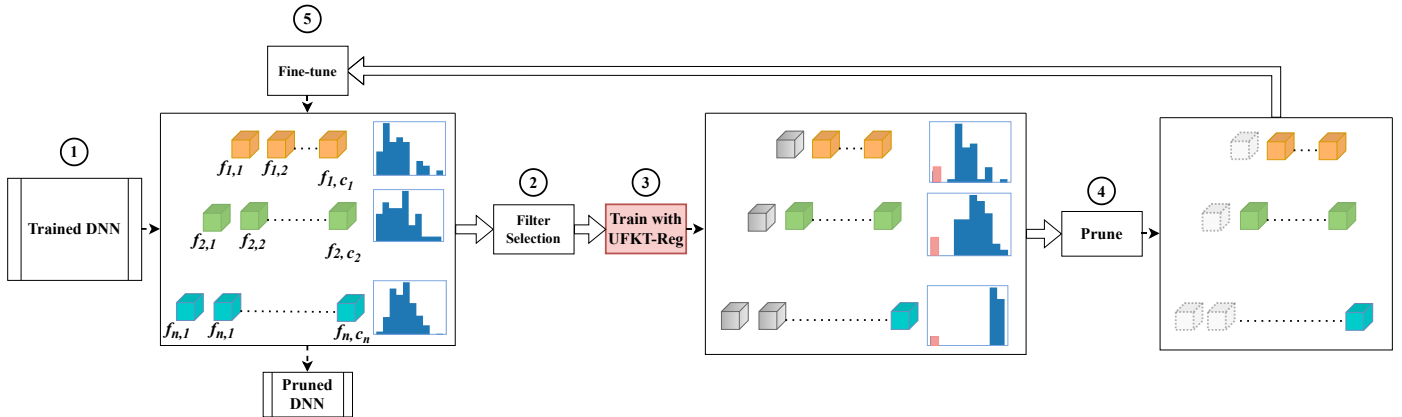 5
Fine-tune
1
Trained DNN
f1,1 f1,2 f1,c1
f2,1 f2,2 f2,c2
fn,1 fn,1 fn,cn
Pruned
DNN
2
Filter
Selection
3
Train with
UFKT-Reg
4
Prune